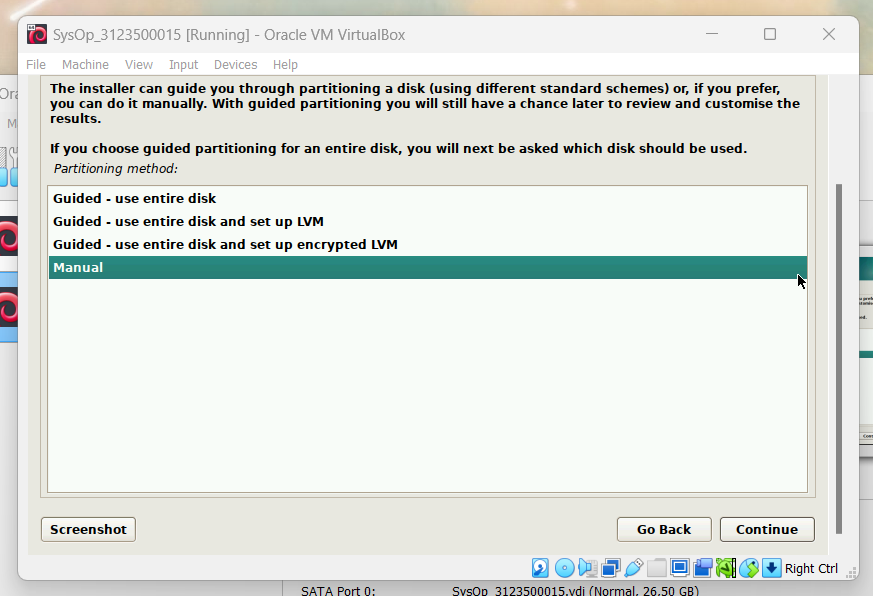 SysOp_3123500015 [Running] - Oracle VM VirtualBox
File Machine View Input Devices Help
The installer can guide you through partitioning a disk (using different standard schemes) or, if you prefer,
you can do it manually. With guided partitioning you will still have a chance later to review and customise the
results.
If you choose guided partitioning for an entire disk, you will next be asked which disk should be used.
Partitioning method:
Guided - use entire disk
Guided - use entire disk and set up LVM
Guided - use entire disk and set up encrypted LVM
Manual
Screenshot Go Back Continue
Right Ctrl
SATA Port 0: SysOp_3123500015.vdi (Normal, 26,50 GB)